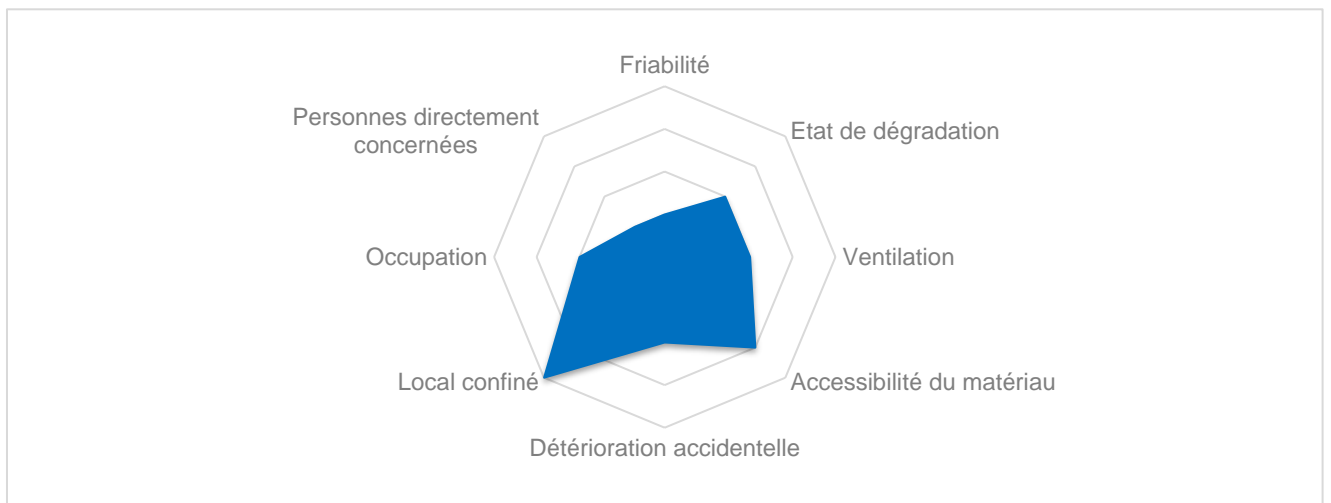 Friabilité
Personnes directement
concernées
Etat de dégradation
Occupation
Ventilation
Local confiné
Accessibilité du matériau
Détérioration accidentelle